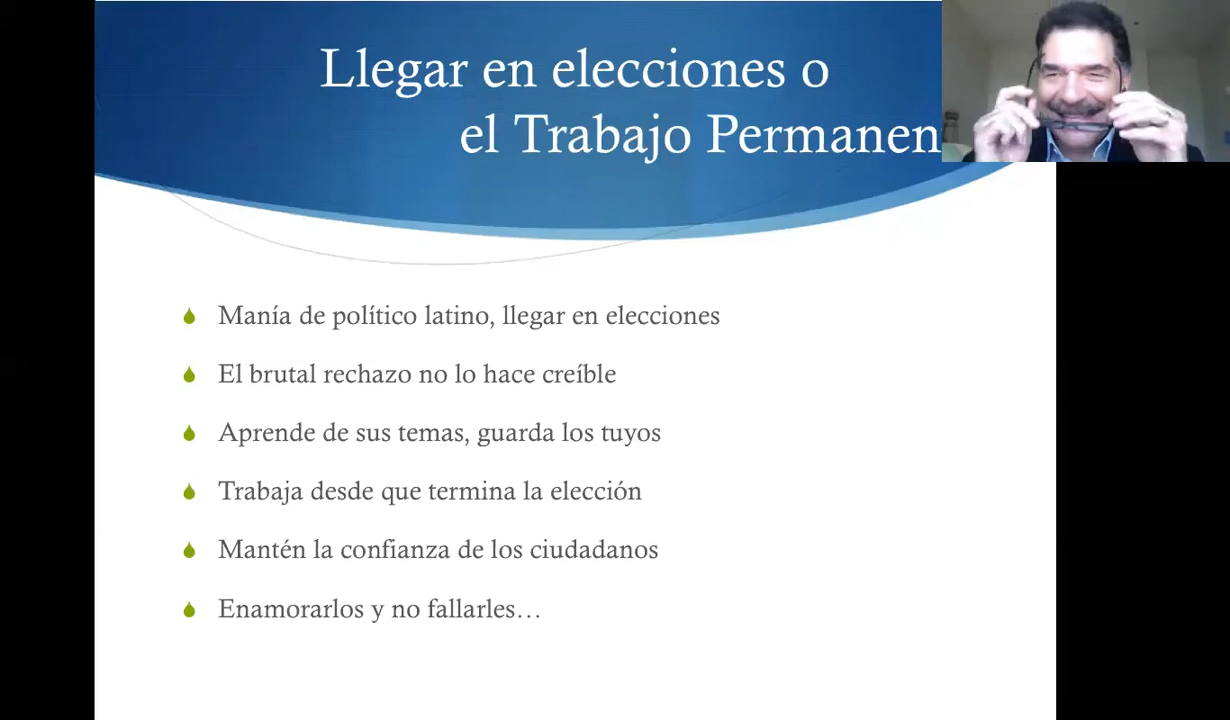 Llegar en elecciones o
el Trabajo Permanen
Manía de político latino, llegar en elecciones
El brutal rechazo no lo hace creíble
Aprende de sus temas, guarda los tuyos
Trabaja desde que termina la elección
Mantén la confianza de los ciudadanos
Enamorarlos y no fallarles…